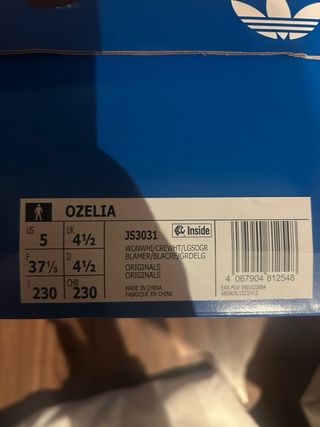 OZELIA
US 5 UK 4½
F 37⅓ D 4½
J 230 CHN 230
JS3031 Inside
WONWHI/CREWHT/LGSOGR
BLAMER/BLACRE/GRDELG
ORIGINALS
ORIGINALS
MADE IN CHINA
FABRIQUÉ EN CHINE
4 067904 812548